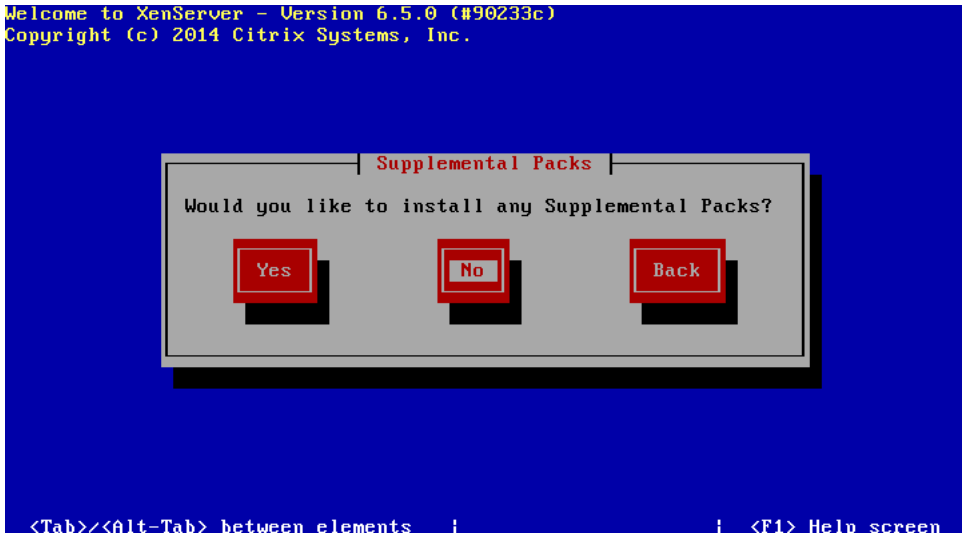 Welcome to XenServer - Version 6.5.0 (#90233c)
Copyright (c) 2014 Citrix Systems, Inc.
Supplemental Packs
Would you like to install any Supplemental Packs?
Yes No Back
<Tab>/<Alt-Tab> between elements | | <F1> Help screen